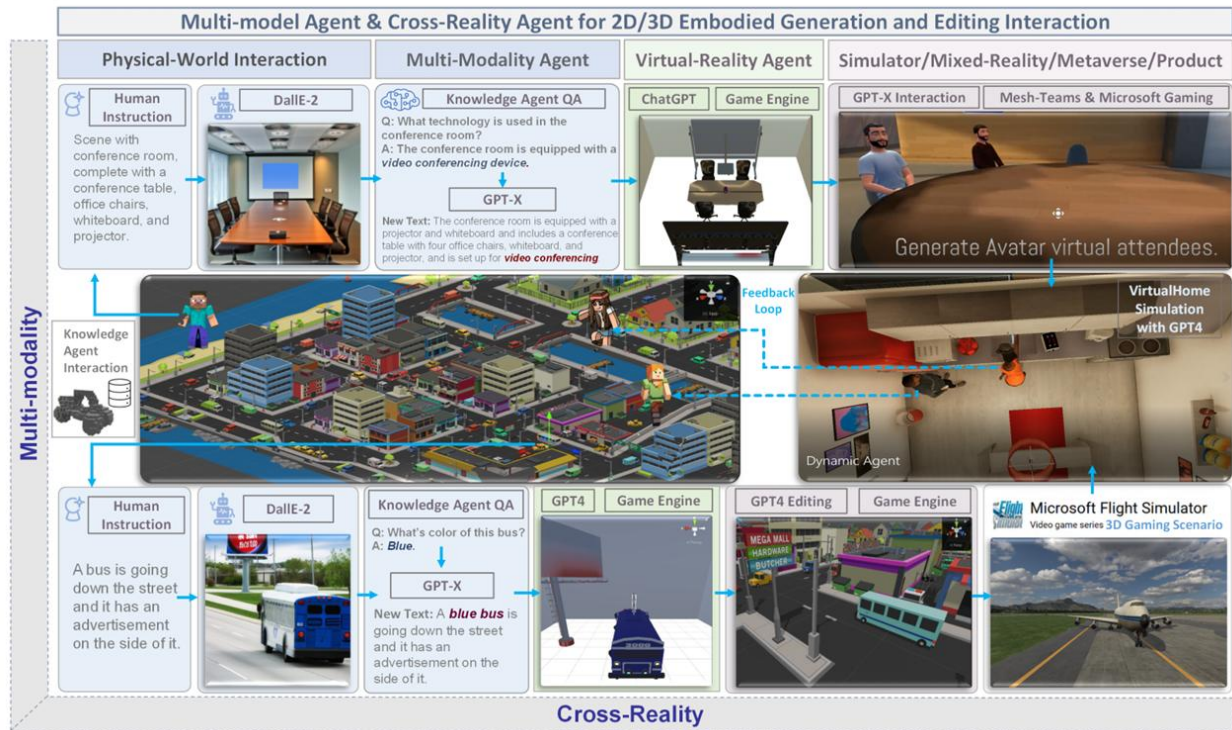 Multi-model Agent & Cross-Reality Agent for 2D/3D Embodied Generation and Editing Interaction
Physical-World Interaction
Multi-Modality Agent
Virtual-Reality Agent
Simulator/Mixed-Reality/Metaverse/Product
Human
Instruction
Scene with
conference room,
complete with a
conference table,
office chairs,
whiteboard, and
projector.
DallE-2
Knowledge Agent QA
Q: What technology is used in the
conference room?
A: The conference room is equipped with a
video conferencing device.
GPT-X
New Text: The conference room is equipped with a
projector and whiteboard and includes a conference
table with four office chairs, whiteboard, and
projector, and is set up for video conferencing
ChatGPT
Game Engine
GPT-X Interaction
Mesh-Teams & Microsoft Gaming
Generate Avatar virtual attendees.
Multi-modality
Knowledge
Agent
Interaction
Feedback
Loop
VirtualHome
Simulation
with GPT4
Dynamic Agent
Human
Instruction
A bus is going
down the street
and it has an
advertisement on
the side of it.
DallE-2
Knowledge Agent QA
Q: What's color of this bus?
A: Blue.
GPT-X
New Text: A blue bus is
going down the street
and it has an
advertisement on the
side of it.
GPT4
Game Engine
GPT4 Editing
Game Engine
MEGA MALL
HARDWARE
BUTCHER
Flight
Simulator
Microsoft Flight Simulator
Video game series 3D Gaming Scenario
Cross-Reality